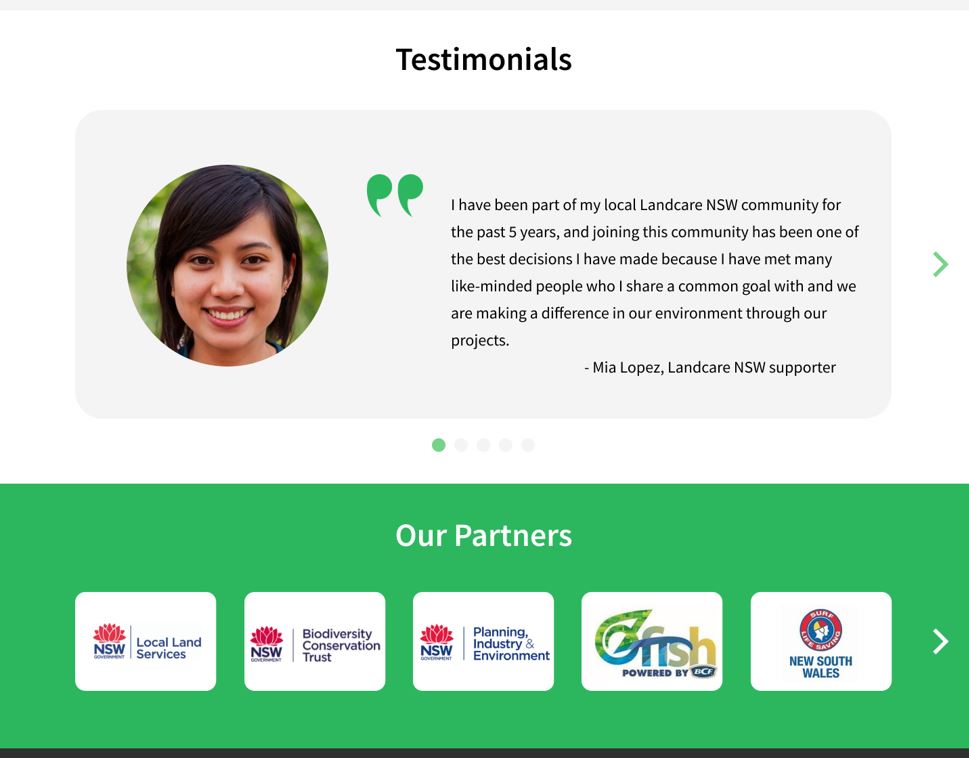 Testimonials
I have been part of my local Landcare NSW community for
the past 5 years, and joining this community has been one of
the best decisions I have made because I have met many
like-minded people who I share a common goal with and we
are making a difference in our environment through our
projects.
- Mia Lopez, Landcare NSW supporter
Our Partners
NSW
GOVERNMENT
Local Land
Services
NSW
GOVERNMENT
Biodiversity
Conservation
Trust
NSW
GOVERNMENT
Planning,
Industry &
Environment
Ozfish
POWERED BY BCF
SURF
LIFE SAVING
NEW SOUTH
WALES